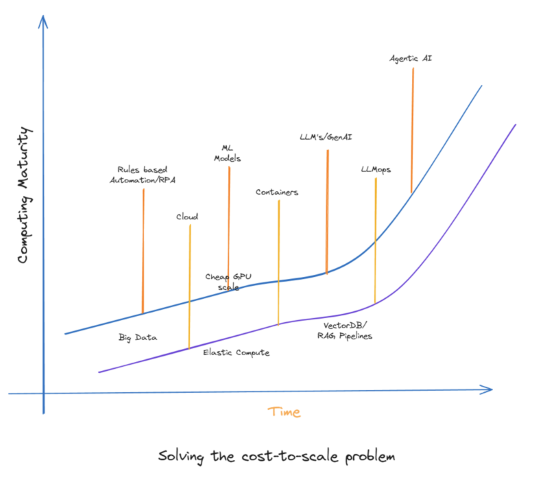 Agentic AI
LLM's/GenAI
ML
Models
Rules based
Automation/RPA
LLMops
Containers
Cloud
Computing Maturity
Cheap GPU
scale
Big Data
VectorDB/
RAG Pipelines
Elastic Compute
Time
Solving the cost-to-scale problem